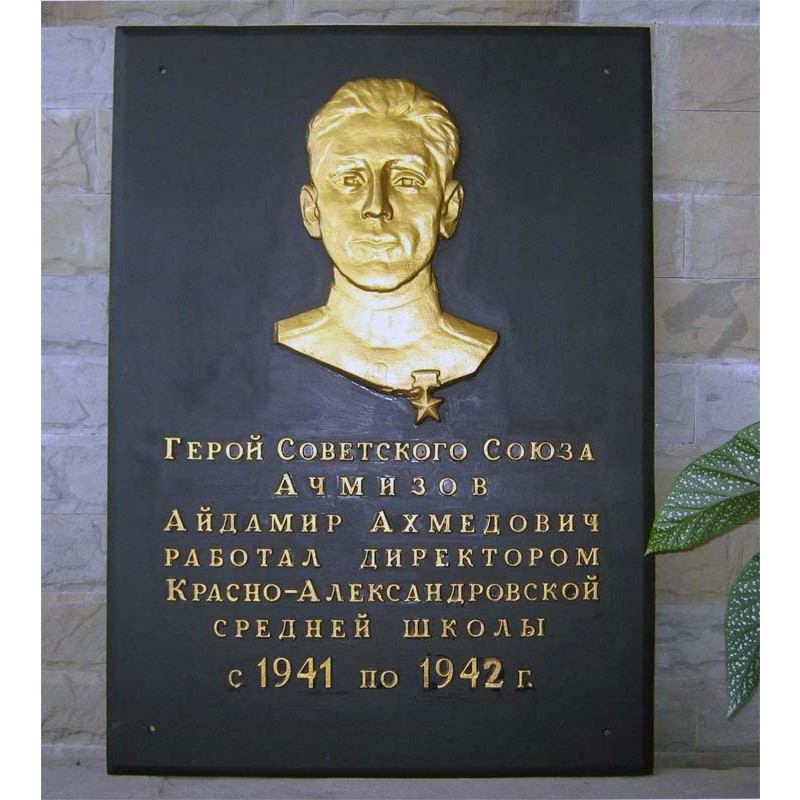 Герой Советского Союза
Ачмизов
Айдамир Ахмедович
работал директором
Красно-Александровской
средней школы
с 1941 по 1942 г.